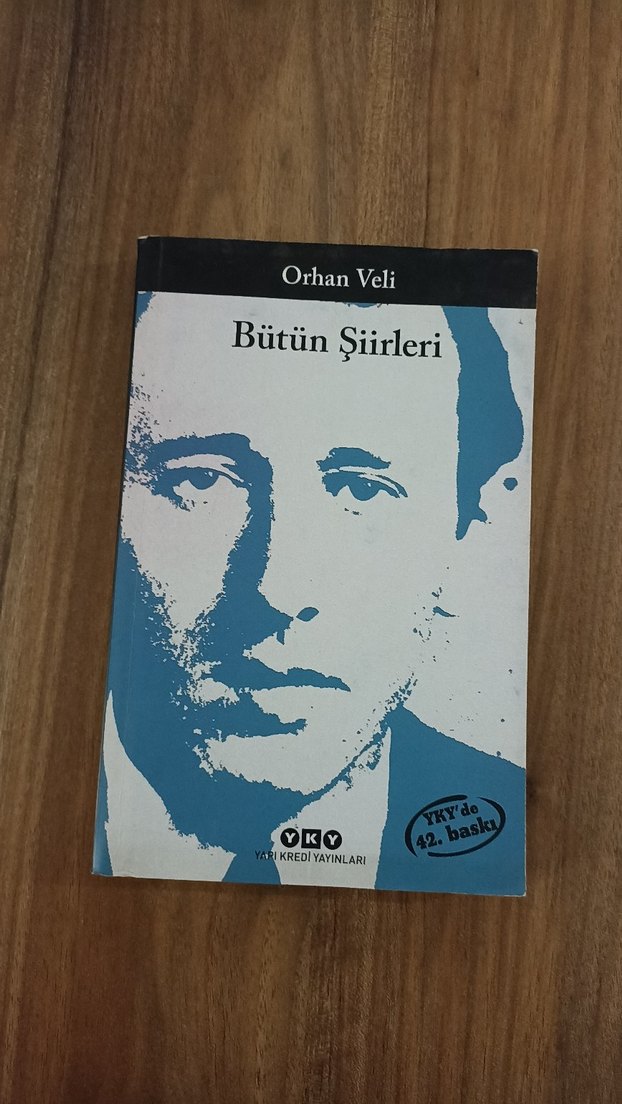 Orhan Veli
Bütün Şiirleri
YKY'de
42. baskı
YKY
YAPI KREDİ YAYINLARI